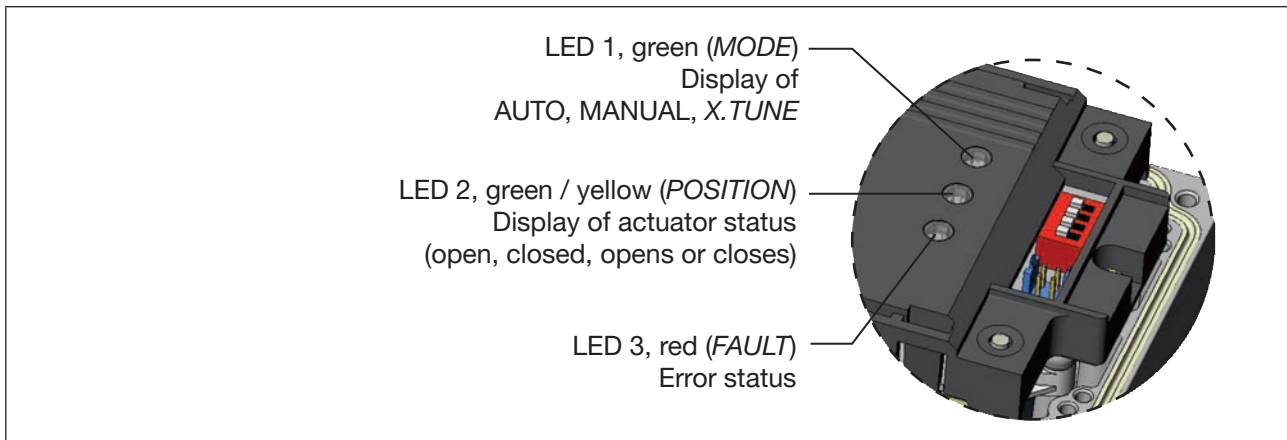 LED 1, green (MODE)
Display of
AUTO, MANUAL, X.TUNE
LED 2, green / yellow (POSITION)
Display of actuator status
(open, closed, opens or closes)
LED 3, red (FAULT)
Error status